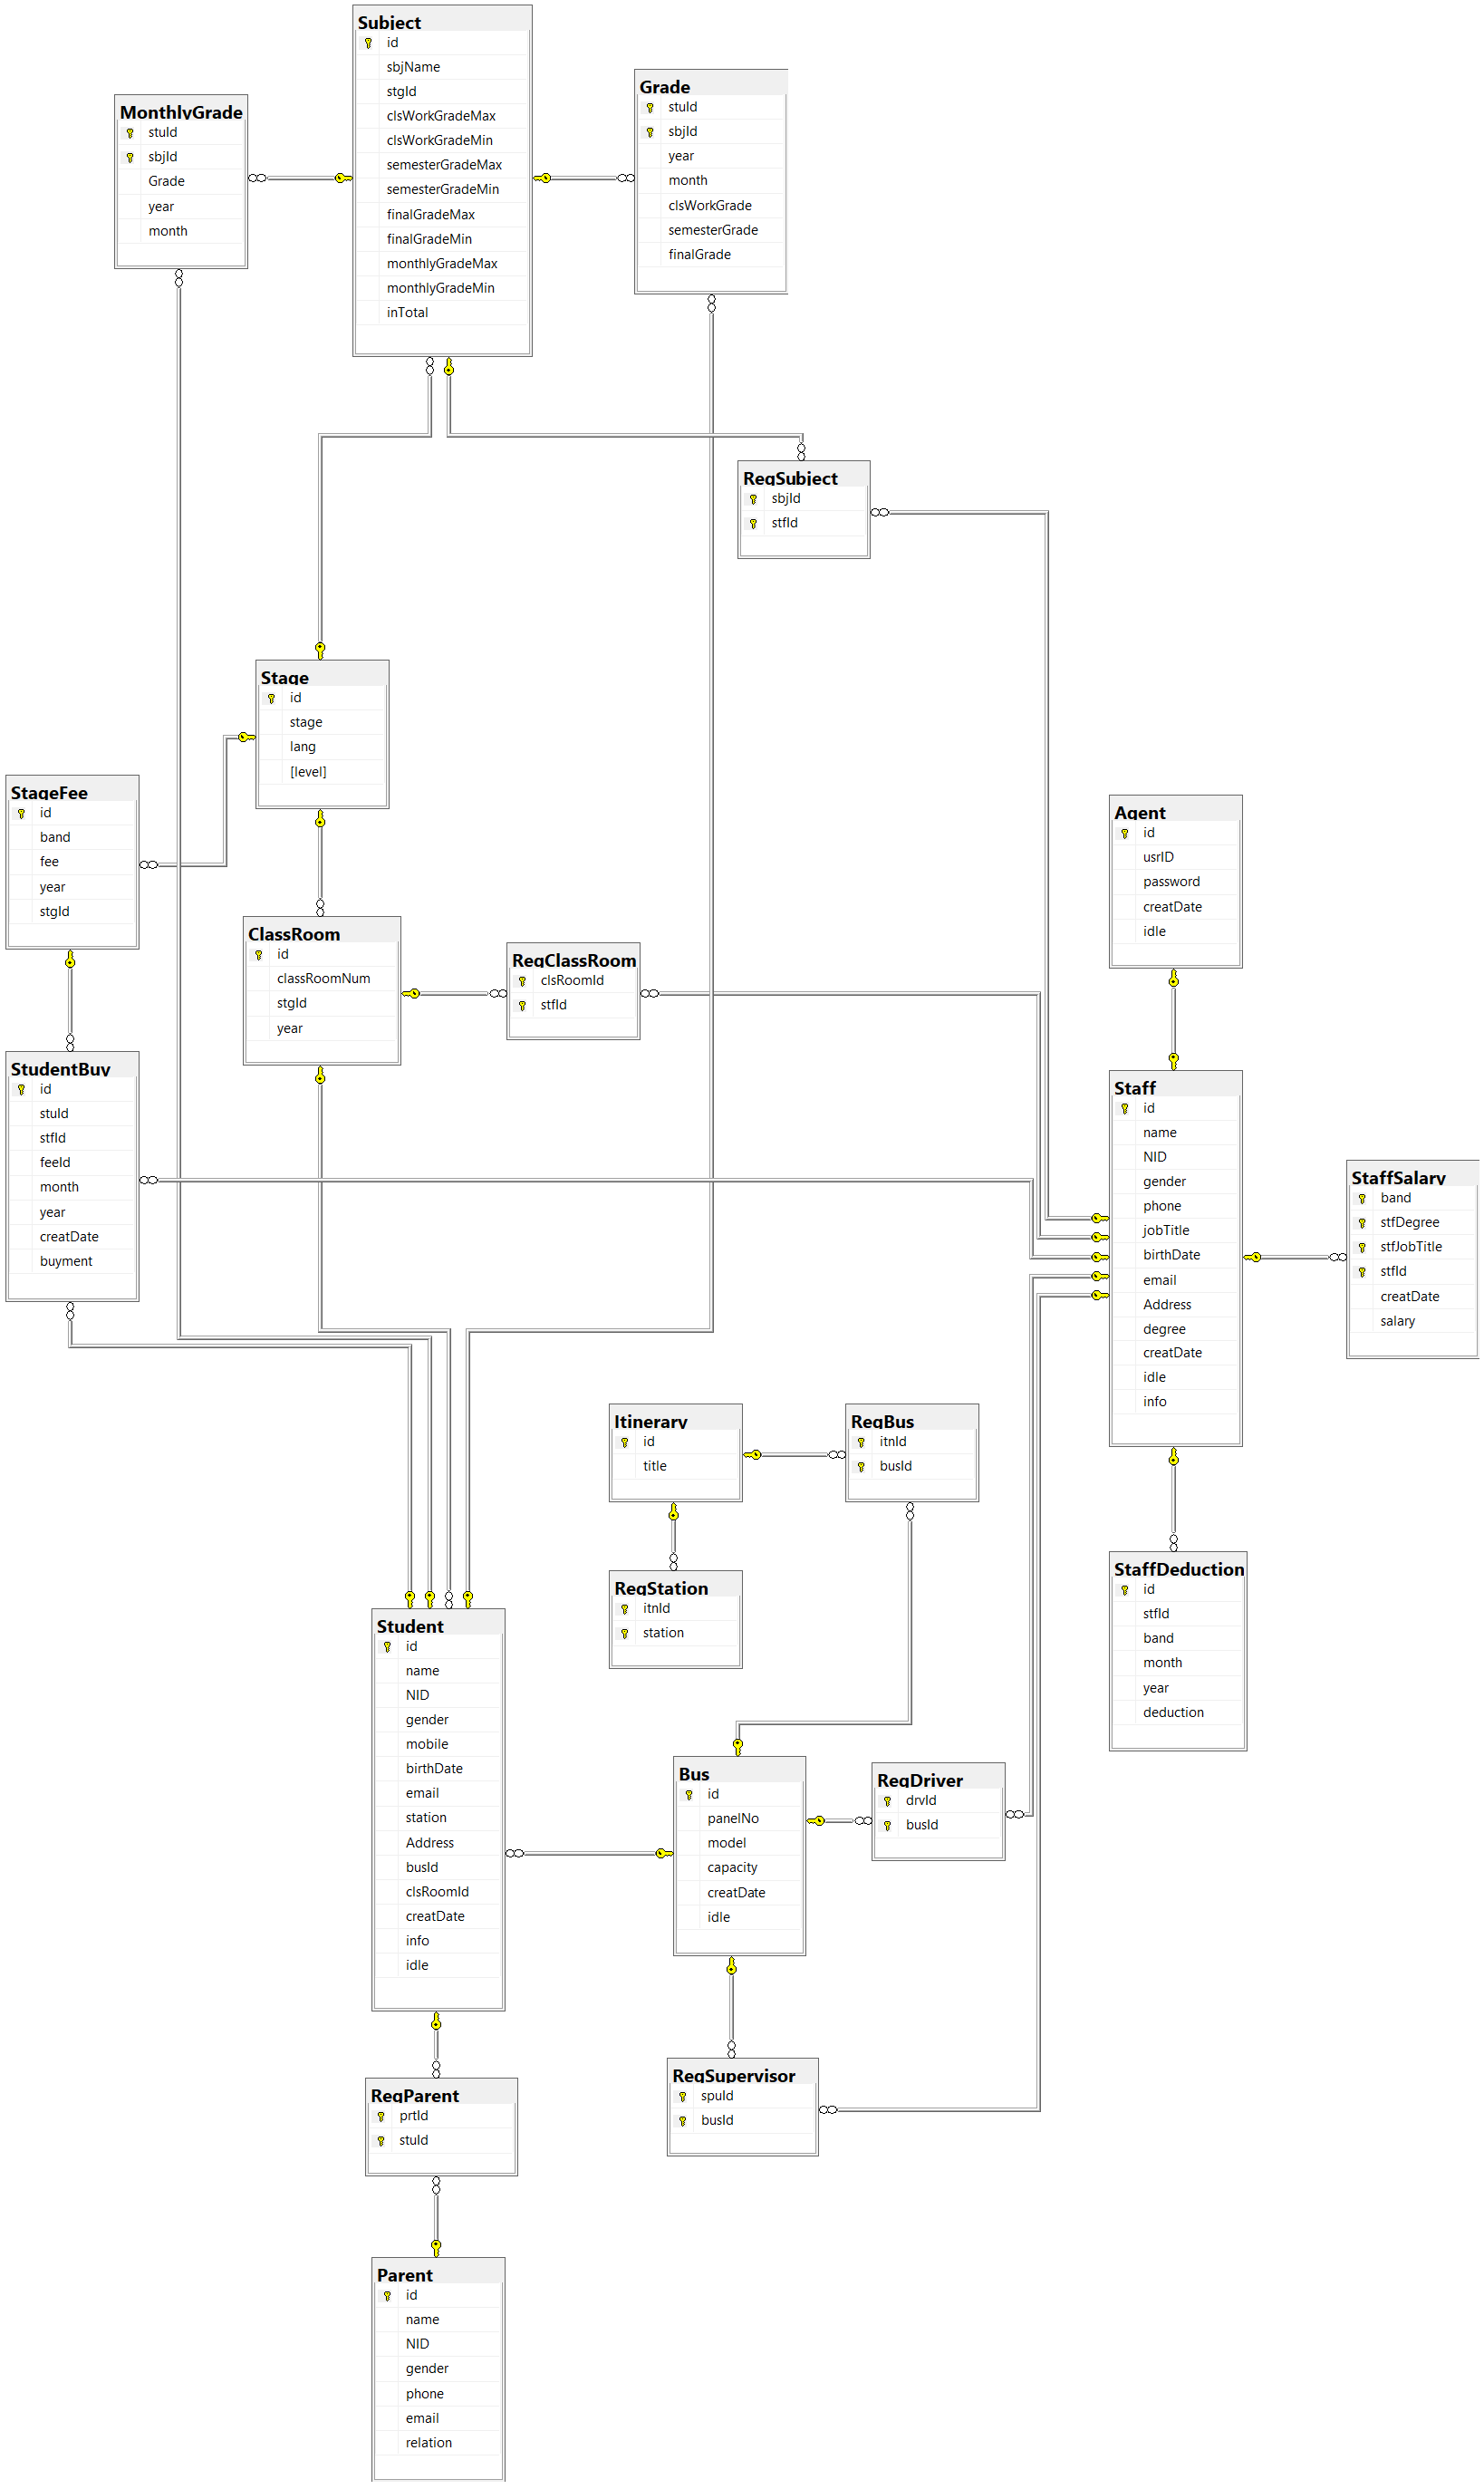 Subject
id
sbjName
stgId
clsWorkGradeMax
clsWorkGradeMin
semesterGradeMax
semesterGradeMin
finalGradeMax
finalGradeMin
monthlyGradeMax
monthlyGradeMin
inTotal
Grade
stuId
sbjId
year
month
clsWorkGrade
semesterGrade
finalGrade
MonthlyGrade
stuId
sbjId
Grade
year
month
RegSubject
sbjId
stfId
Stage
id
stage
lang
[level]
StageFee
id
band
fee
year
stgId
Agent
id
usrID
password
creatDate
idle
ClassRoom
id
classRoomNum
stgId
year
RegClassRoom
clsRoomId
stfId
StudentBuy
id
stuId
stfId
feeId
month
year
creatDate
buyment
Staff
id
name
NID
gender
phone
jobTitle
birthDate
email
Address
degree
creatDate
idle
info
StaffSalary
band
stfDegree
stfJobTitle
stfId
creatDate
salary
Itinerary
id
title
RegBus
itnId
busId
RegStation
itnId
station
StaffDeduction
id
stfId
band
month
year
deduction
Student
id
name
NID
gender
mobile
birthDate
email
station
Address
busId
clsRoomId
creatDate
info
idle
Bus
id
panelNo
model
capacity
creatDate
idle
RegDriver
drvId
busId
RegSupervisor
spuId
busId
RegParent
prtId
stuId
Parent
id
name
NID
gender
phone
email
relation